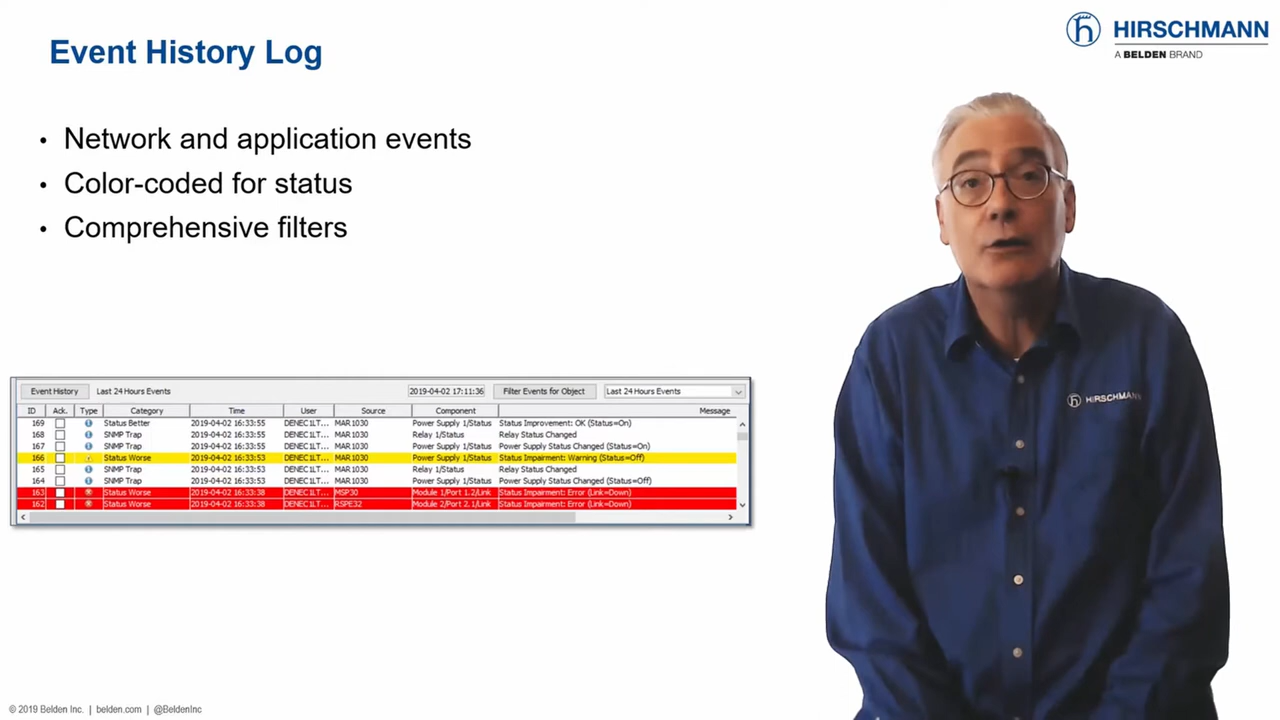 Event History Log
HIRSCHMANN
A BELDEN BRAND
• Network and application events
• Color-coded for status
• Comprehensive filters
Event History Last 24 Hours Events 2019-04-02 17:11:36 Filter Events for Object Last 24 Hours Events
ID Ack. Type Category Time User Source Component Message
169 Status Better 2019-04-02 16:33:55 DENEC1LT... MAR1030 Power Supply 1/Status Status Improvement: OK (Status=On)
168 SNMP Trap 2019-04-02 16:33:55 DENEC1LT... MAR1030 Relay 1/Status Relay Status Changed
167 SNMP Trap 2019-04-02 16:33:55 DENEC1LT... MAR1030 Power Supply 1/Status Power Supply Status Changed (Status=On)
166 Status Worse 2019-04-02 16:33:53 DENEC1LT... MAR1030 Power Supply 1/Status Status Impairment: Warning (Status=Off)
165 SNMP Trap 2019-04-02 16:33:53 DENEC1LT... MAR1030 Relay 1/Status Relay Status Changed
164 SNMP Trap 2019-04-02 16:33:53 DENEC1LT... MAR1030 Power Supply 1/Status Power Supply Status Changed (Status=Off)
163 Status Worse 2019-04-02 16:33:38 DENEC1LT... MSP30 Module 1/Port 1.2/Link Status Impairment: Error (Link=Down)
162 Status Worse 2019-04-02 16:33:38 DENEC1LT... RSPE32 Module 2/Port 2.1/Link Status Impairment: Error (Link=Down)
HIRSCHMANN
© 2019 Belden Inc. | belden.com | @BeldenInc